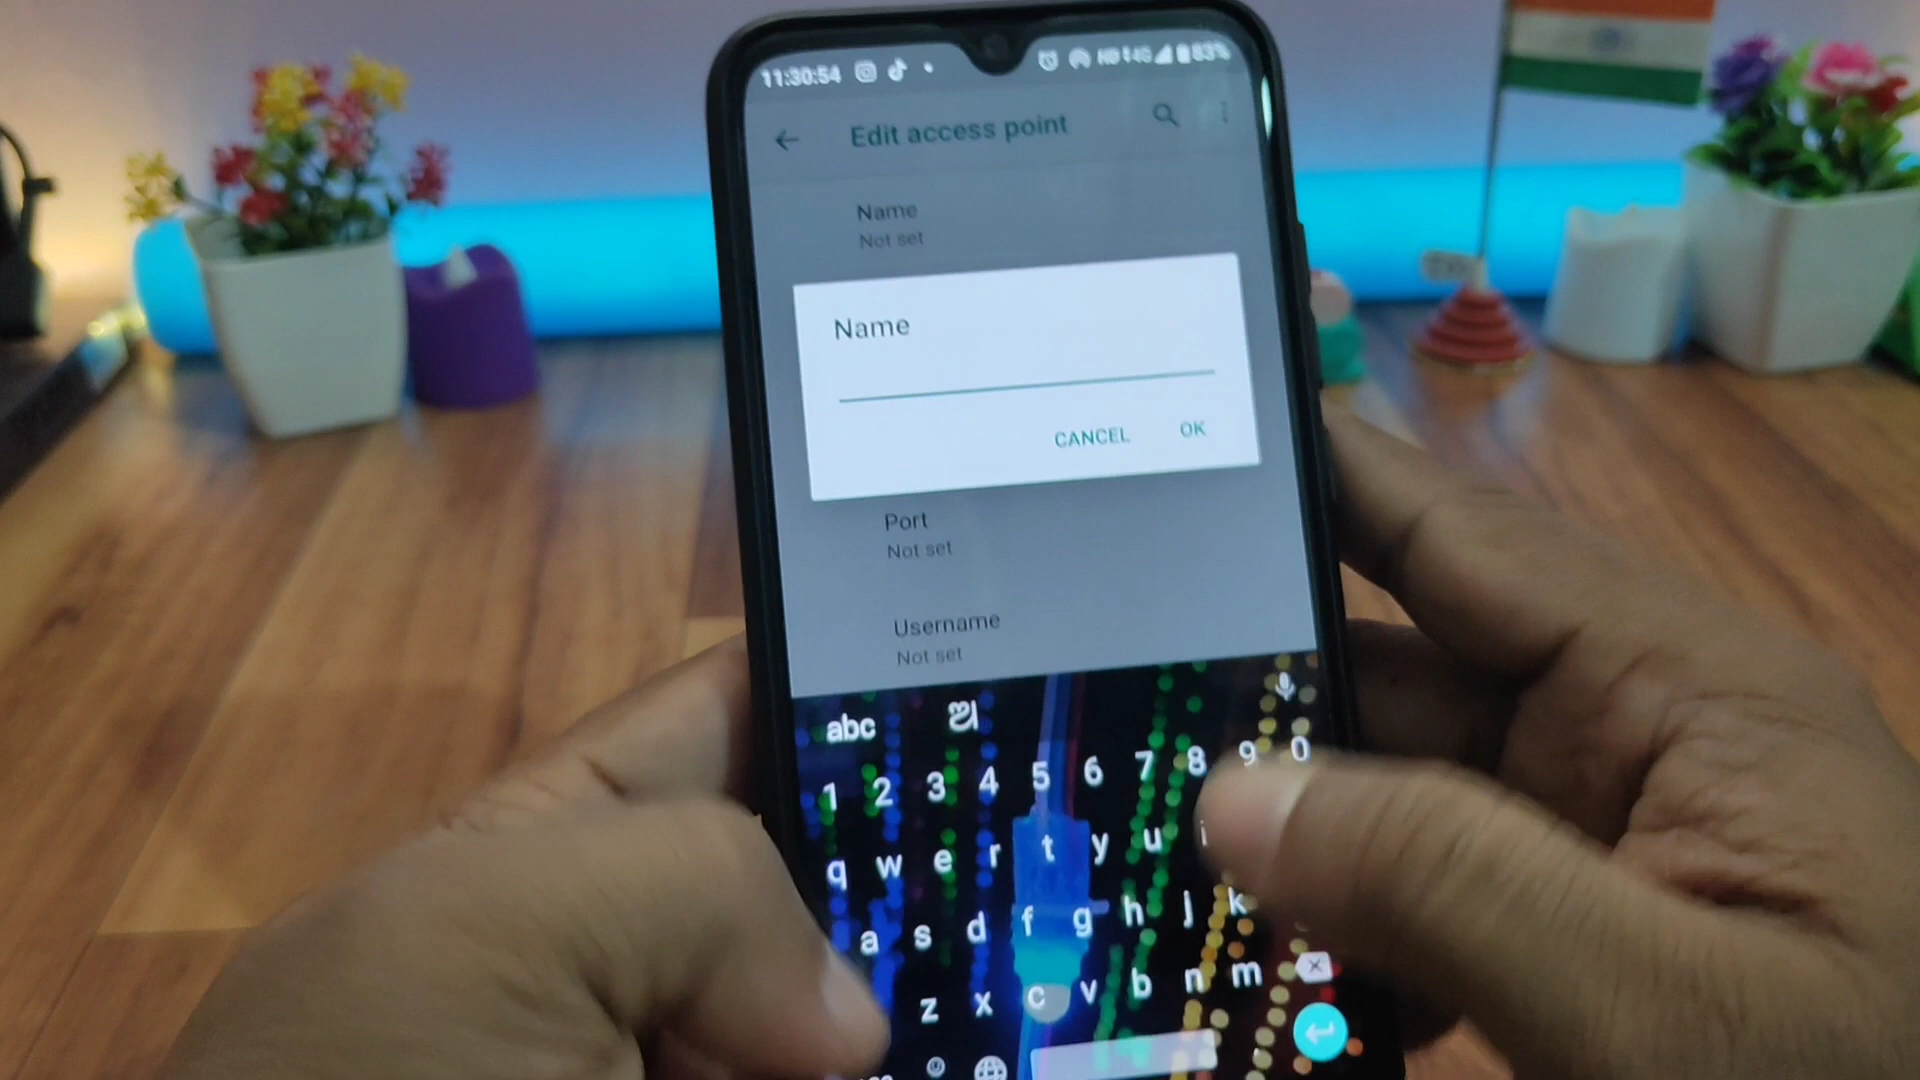 11:30:54
83%
Edit access point
Name
Not set
Name
CANCEL OK
Port
Not set
Username
Not set
abc ଅ
1 2 3 4 5 6 7 8 9 0
q w e r t y u i
a s d f g h j k
z x c v b n m